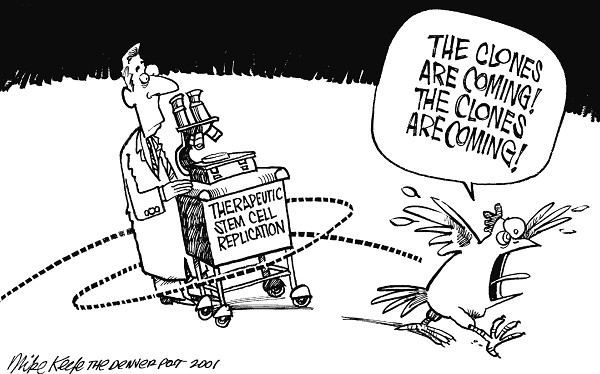 THE CLONES
ARE COMING!
THE CLONES
ARE COMING!
THERAPEUTIC
STEM CELL
REPLICATION
Mike Keefe THE DENVER POST 2001